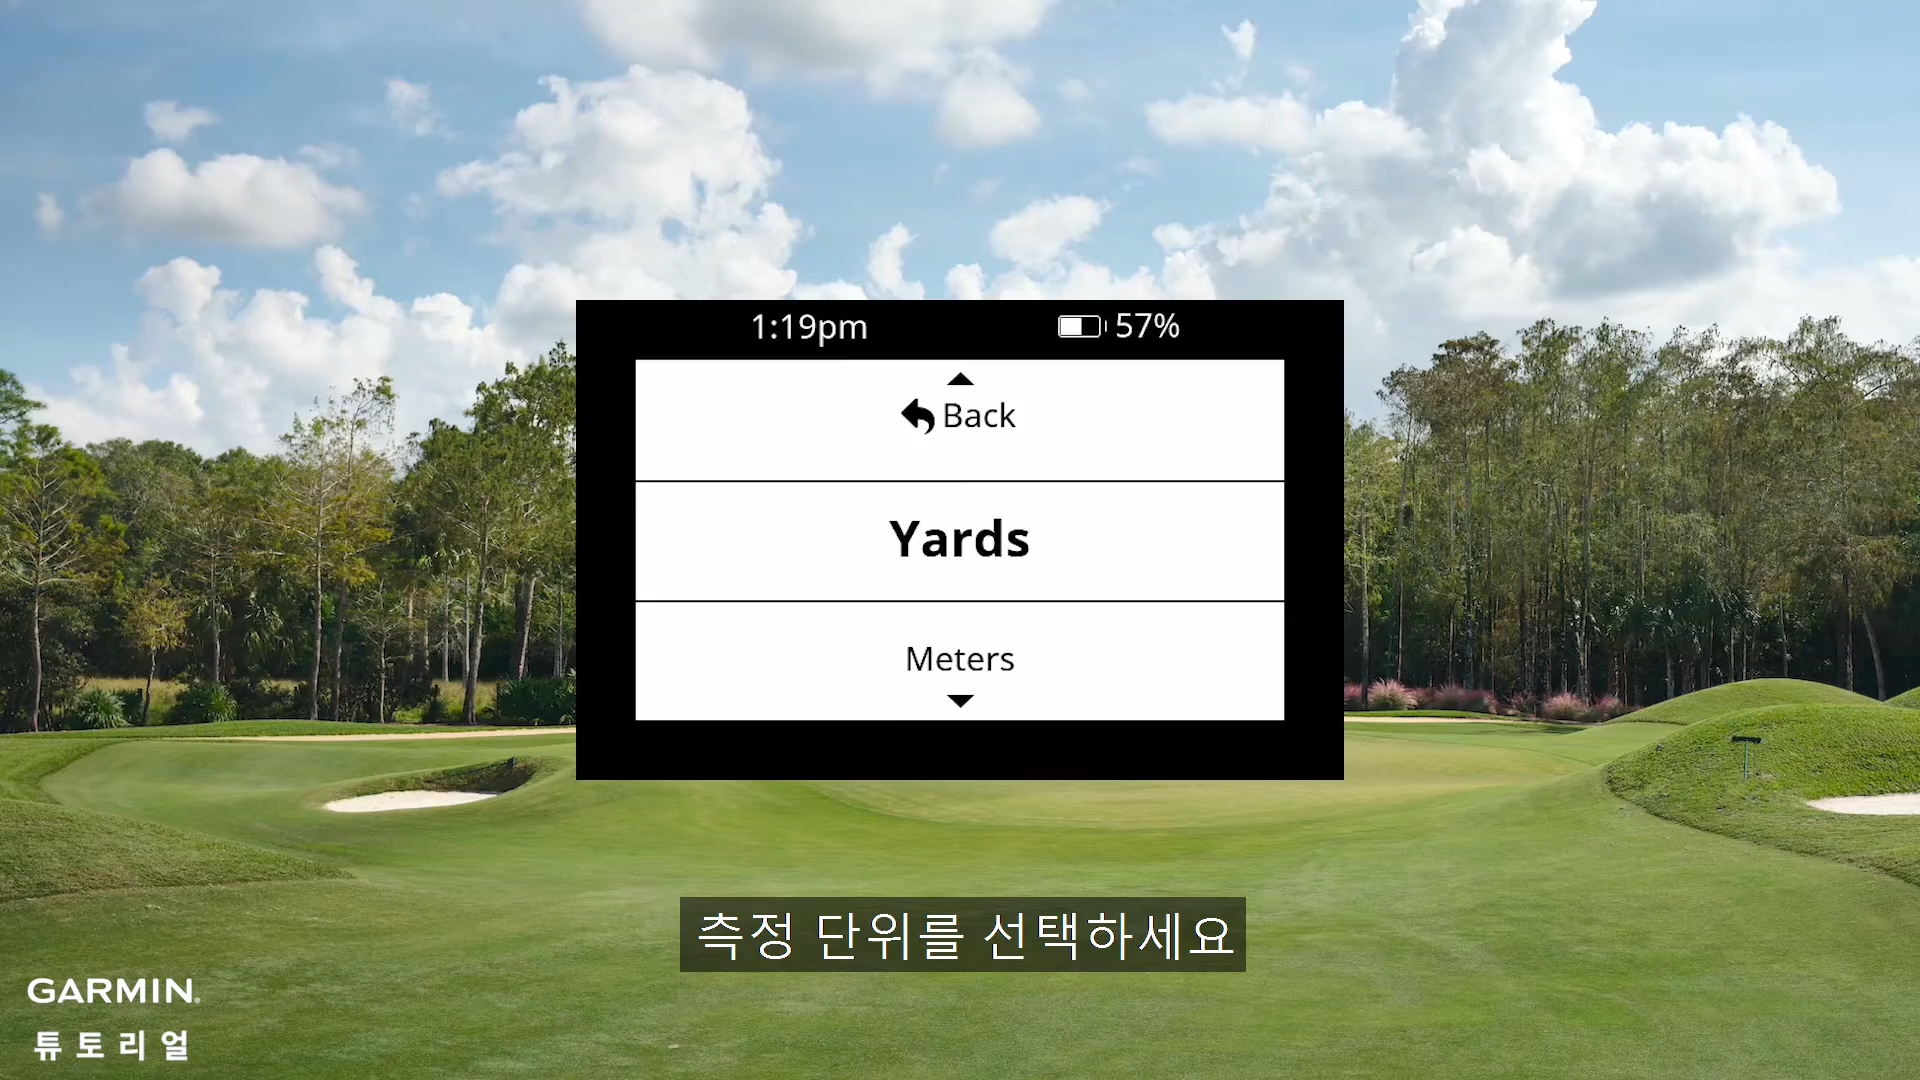 1:19pm 57%
Back
Yards
Meters
측정 단위를 선택하세요
GARMIN®
튜토리얼